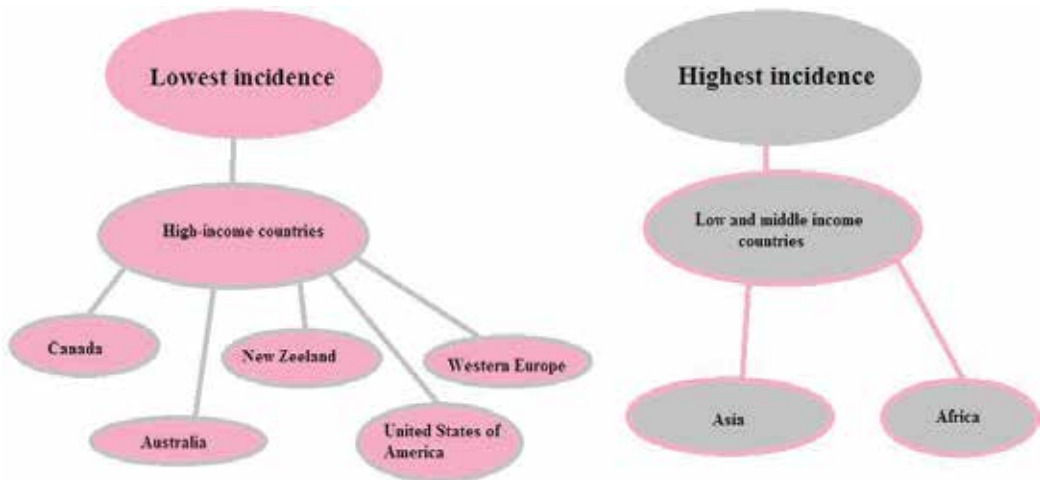 Lowest incidence
Highest incidence
High-income countries
Low and middle income
countries
Canada
New Zeeland
Western Europe
Australia
United States of
America
Asia
Africa